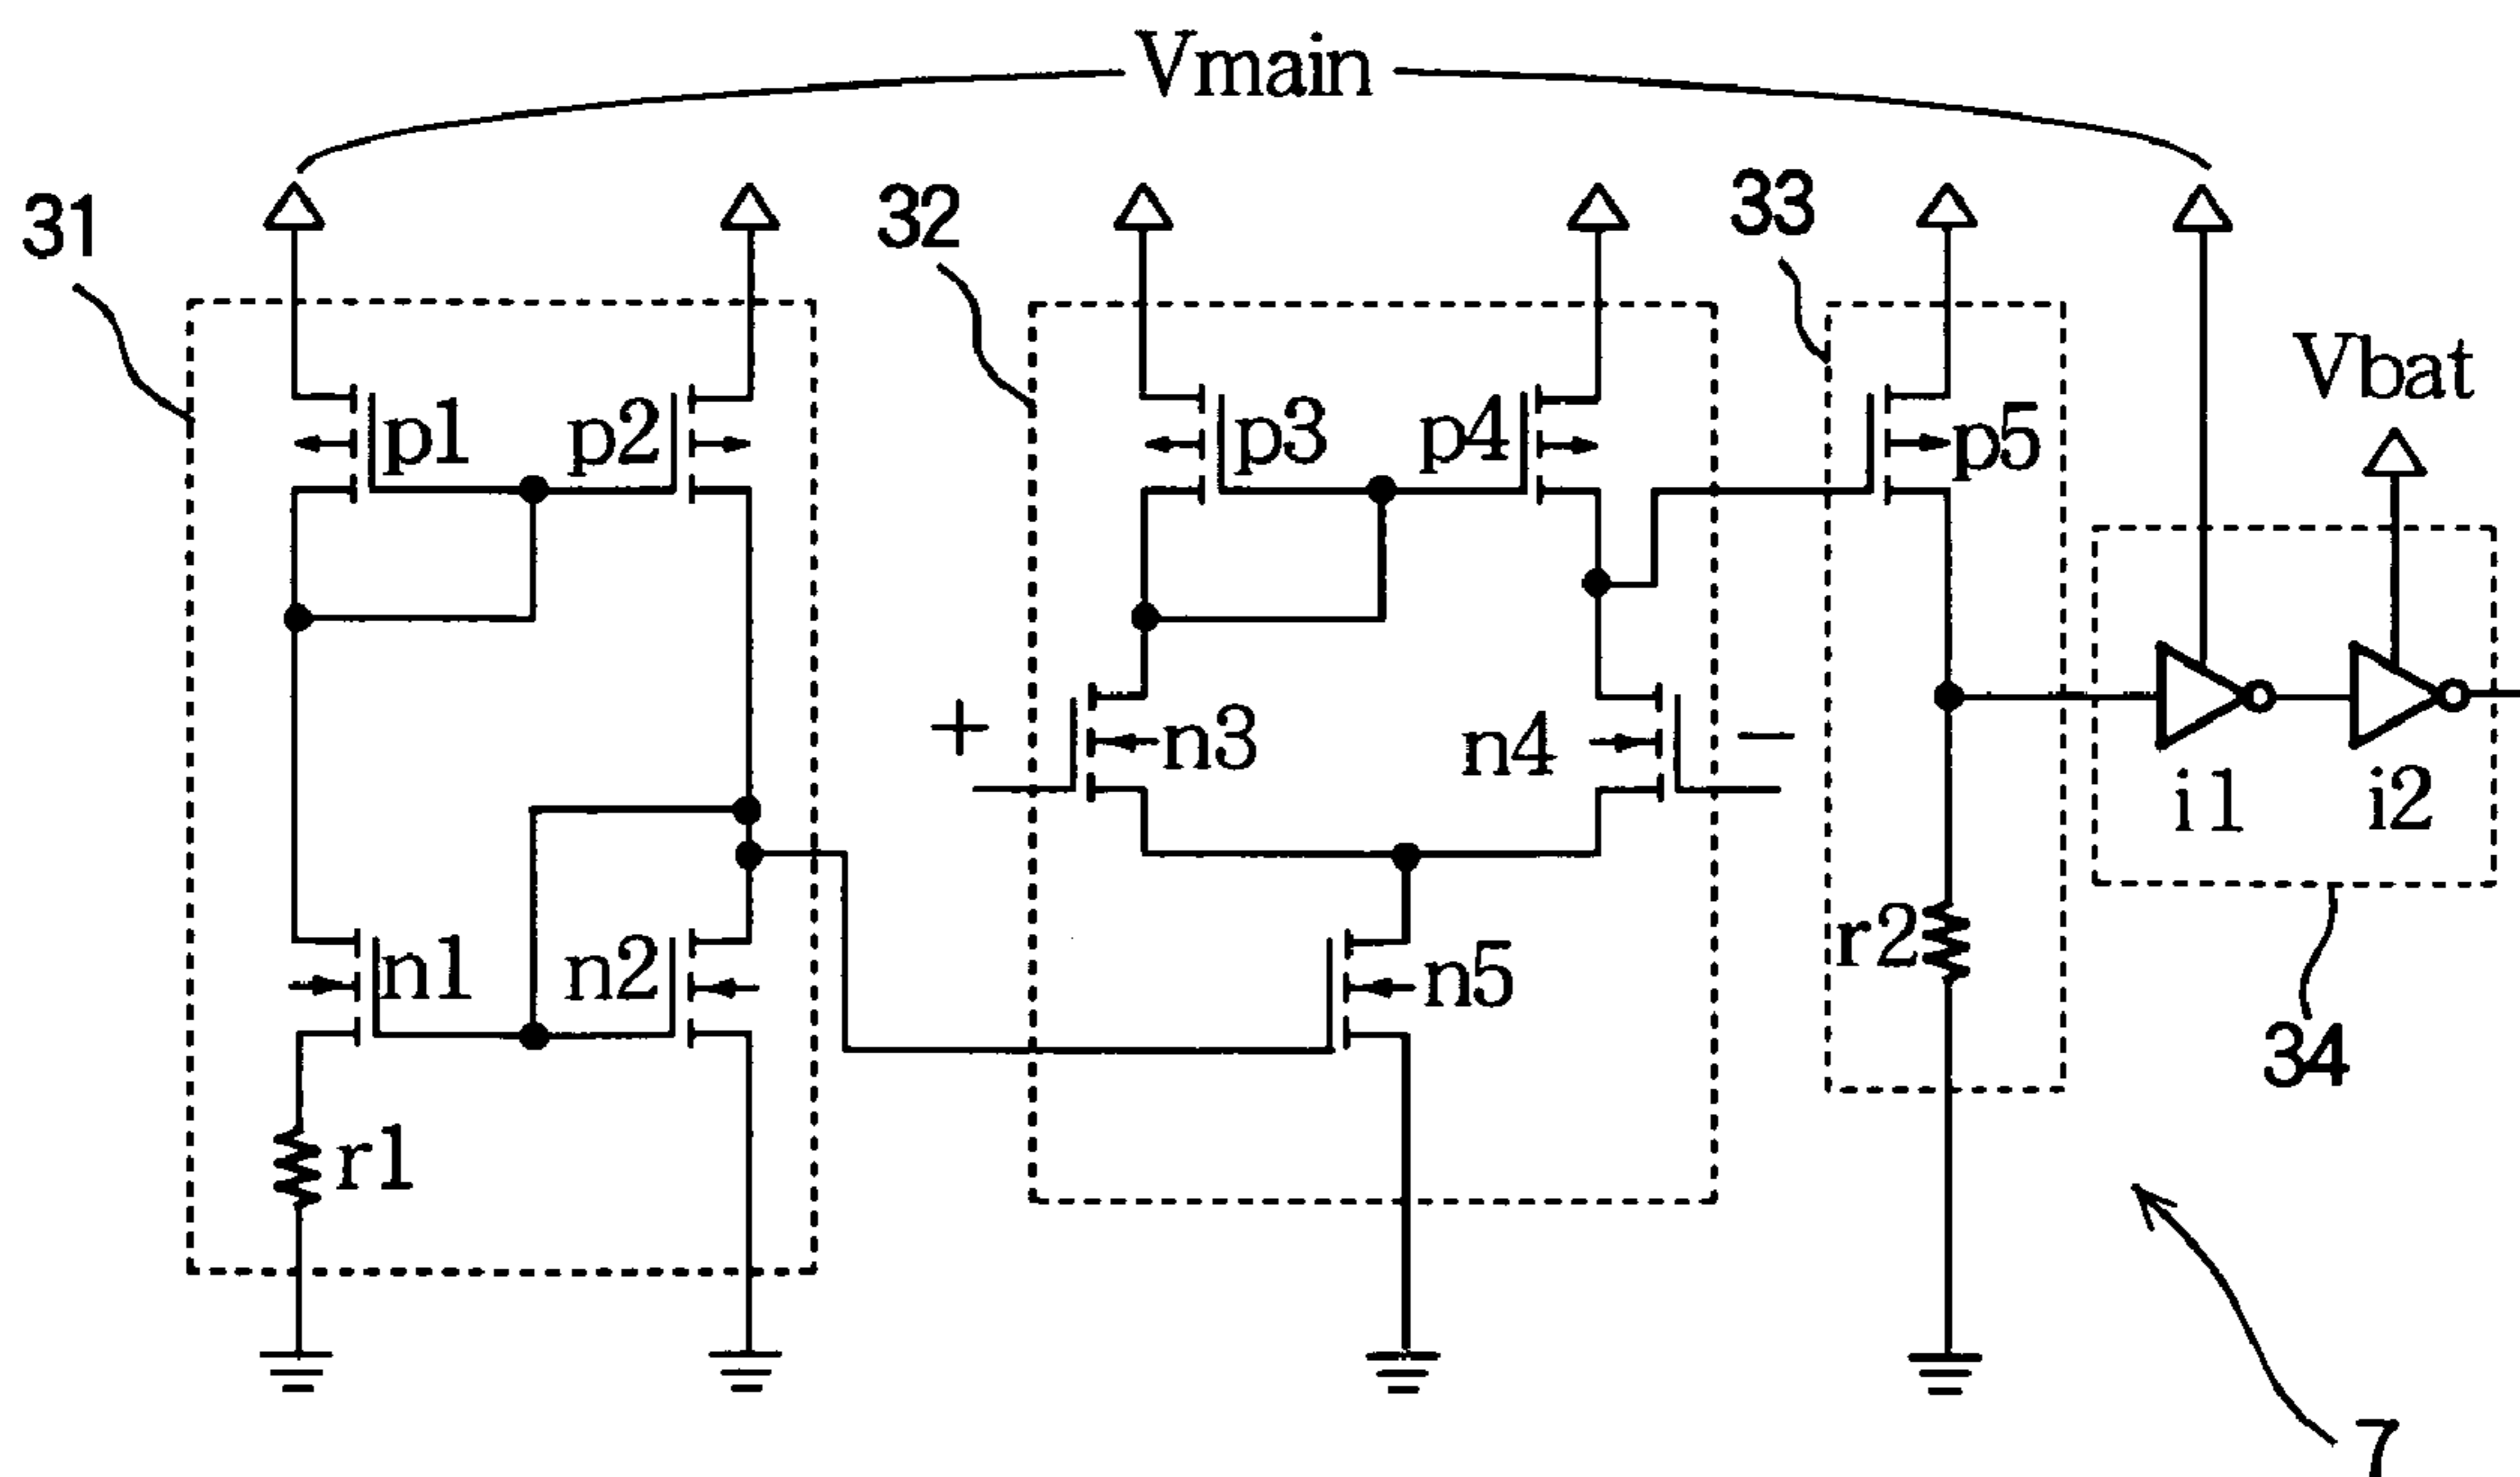 Vmain
31
32
33
Vbat
p1
p2
p3
p4
p5
+
n3
n4
−
i1
i2
n1
n2
n5
r2
34
r1
7